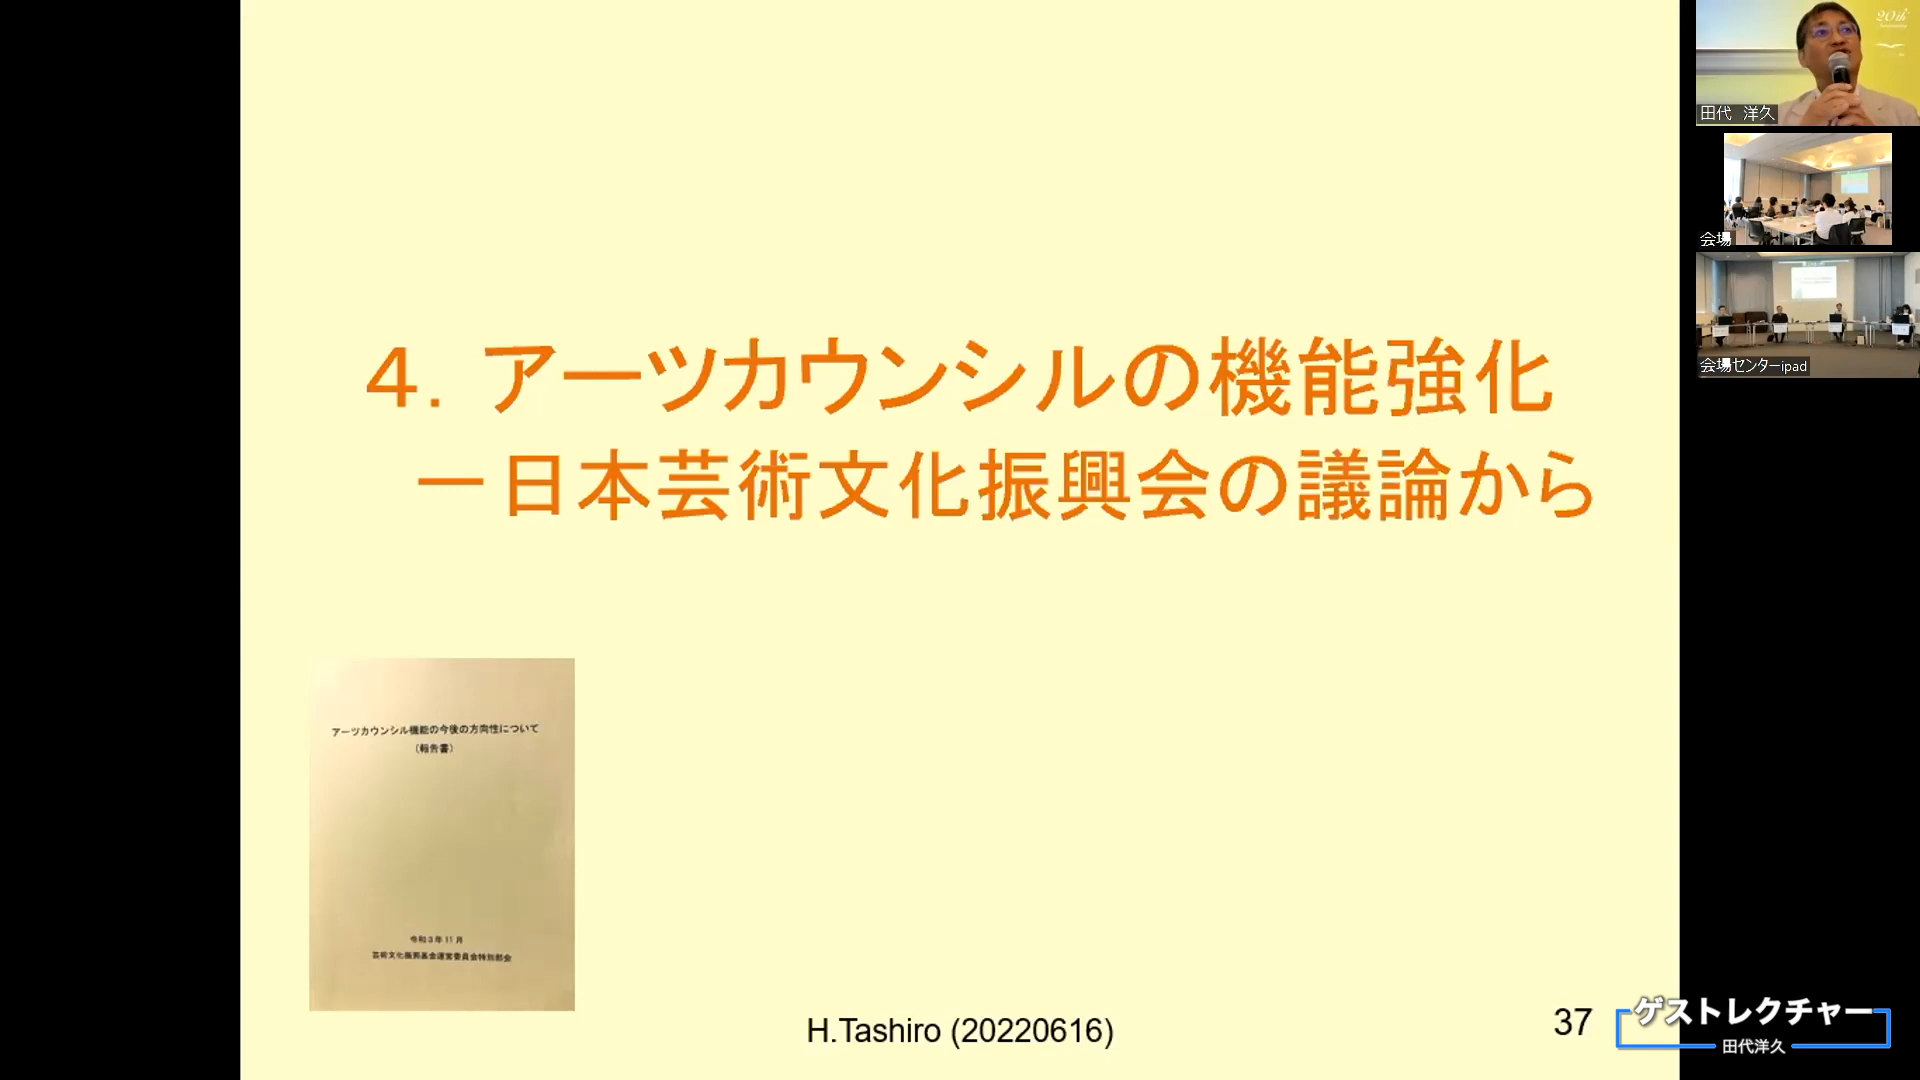 ４．アーツカウンシルの機能強化
－日本芸術文化振興会の議論から
アーツカウンシル機能の今後の方向性について
（報告書）
令和３年11月
芸術文化振興基金運営委員会特別部会
H.Tashiro (20220616)
37
20th
田代　洋久
会場
会場センターipad
ゲストレクチャー
田代洋久